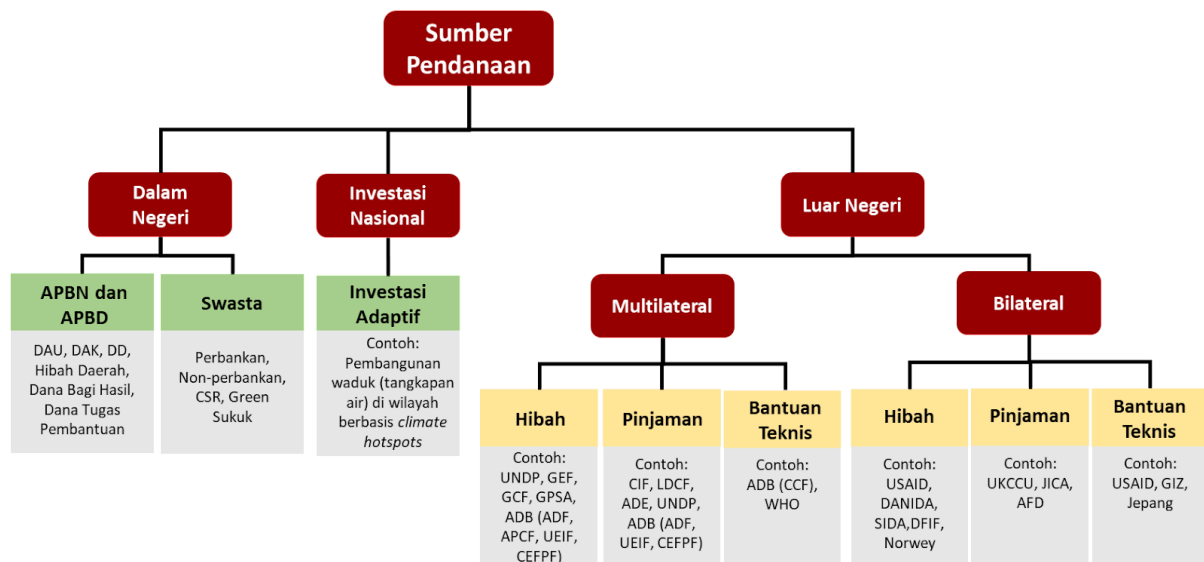 Sumber
Pendanaan
Dalam
Negeri
Investasi
Nasional
Luar Negeri
APBN dan
APBD
DAU, DAK, DD,
Hibah Daerah,
Dana Bagi Hasil,
Dana Tugas
Pembantuan
Swasta
Perbankan,
Non-perbankan,
CSR, Green
Sukuk
Investasi
Adaptif
Contoh:
Pembangunan
waduk (tangkapan
air) di wilayah
berbasis climate
hotspots
Multilateral
Bilateral
Hibah
Contoh:
UNDP, GEF,
GCF, GPSA,
ADB (ADF,
APCF, UEIF,
CEFPF)
Pinjaman
Contoh:
CIF, LDCF,
ADE, UNDP,
ADB (ADF,
UEIF, CEFPF)
Bantuan
Teknis
Contoh:
ADB (CCF),
WHO
Hibah
Contoh:
USAID,
DANIDA,
SIDA,DFIF,
Norwey
Pinjaman
Contoh:
UKCCU, JICA,
AFD
Bantuan
Teknis
Contoh:
USAID, GIZ,
Jepang